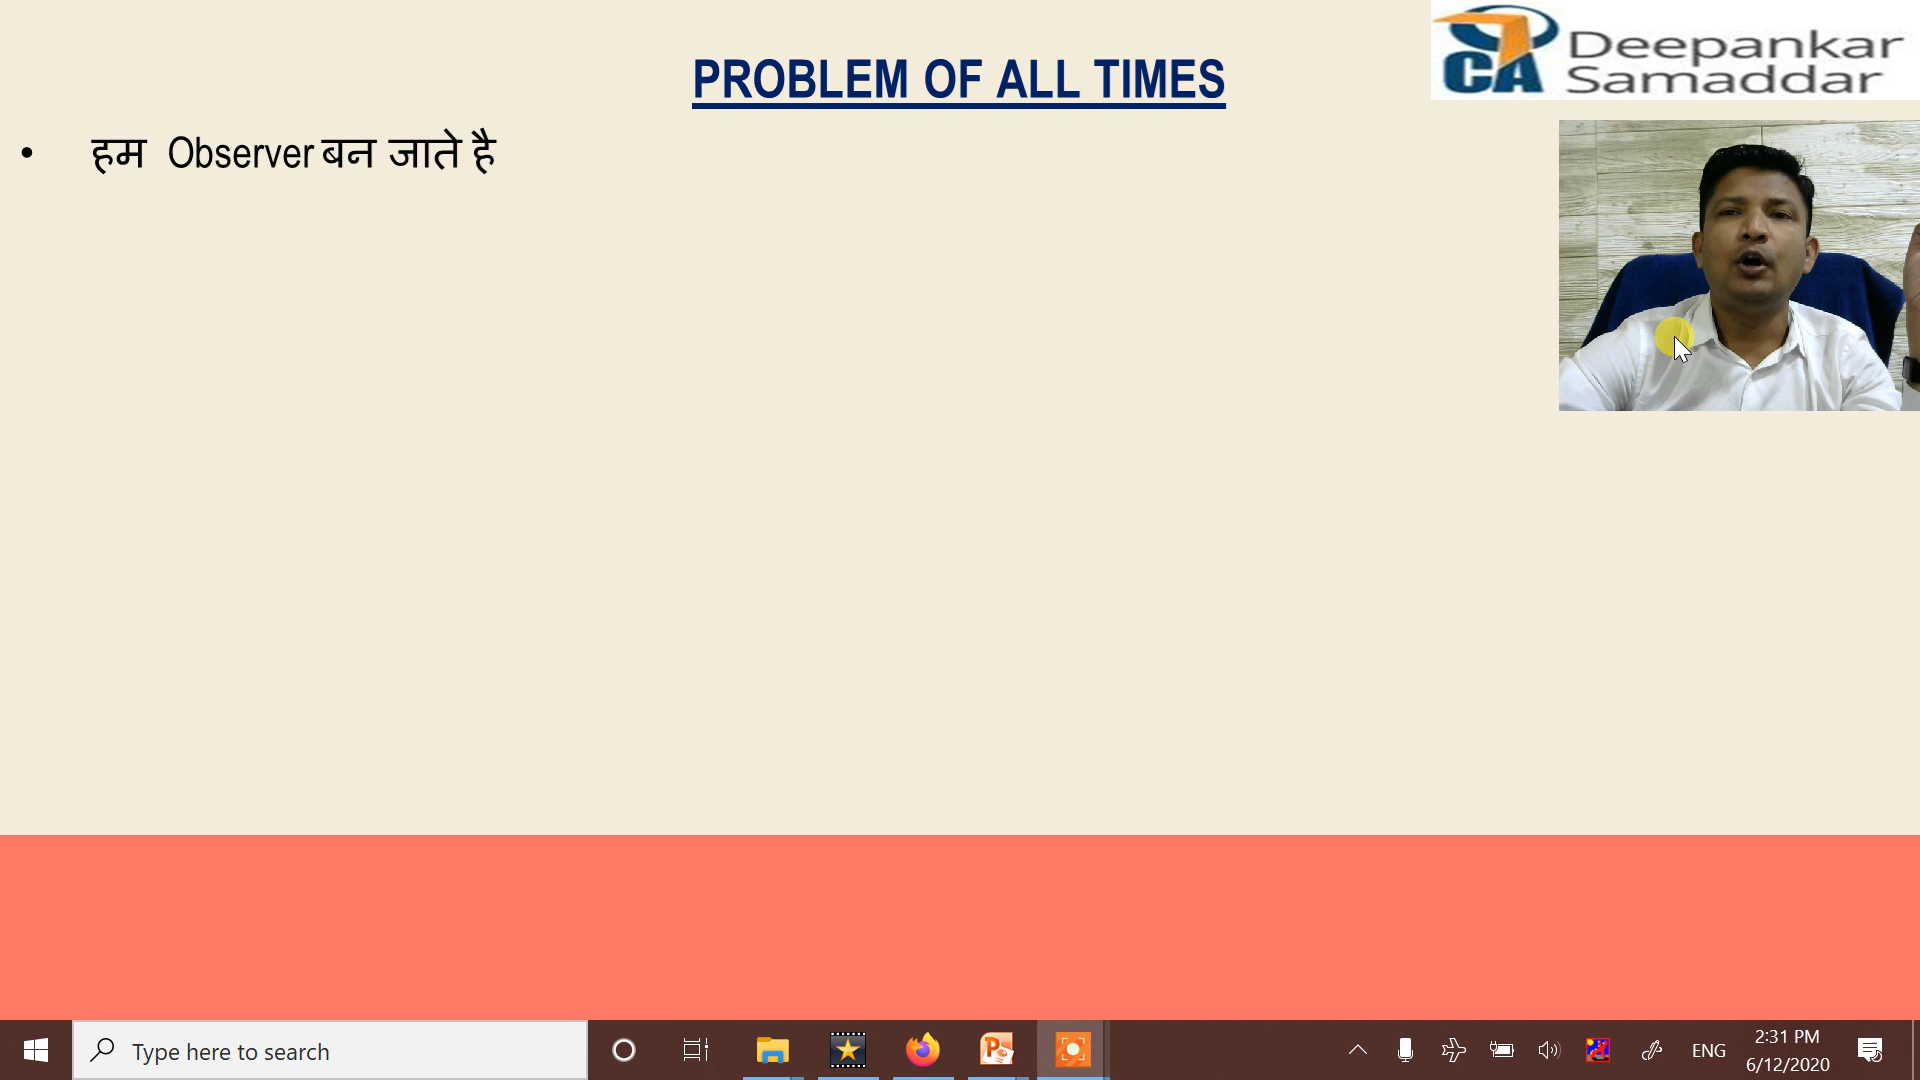 PROBLEM OF ALL TIMES
CA Deepankar
Samaddar
• हम Observer बन जाते है
Type here to search
ENG
2:31 PM
6/12/2020